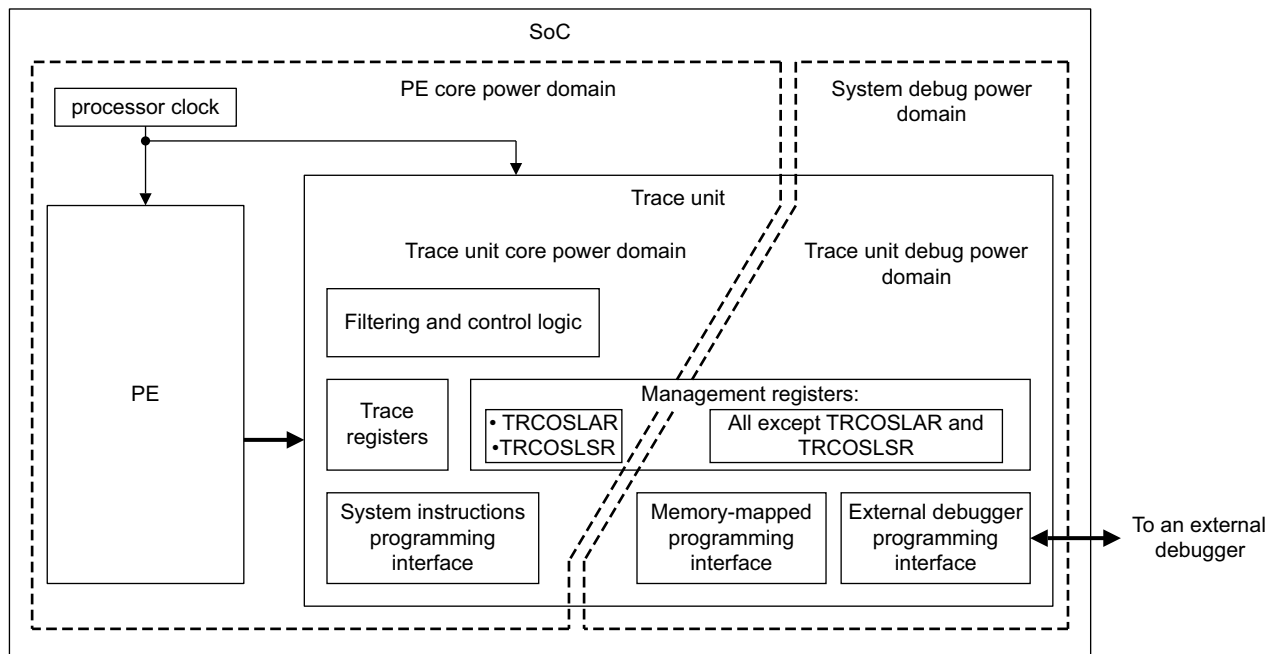 SoC
PE core power domain
System debug power
domain
processor clock
Trace unit
Trace unit core power domain
Trace unit debug power
domain
Filtering and control logic
PE
Trace
registers
Management registers:
• TRCOSLAR
•TRCOSLSR
All except TRCOSLAR and
TRCOSLSR
System instructions
programming
interface
Memory-mapped
programming
interface
External debugger
programming
interface
To an external
debugger